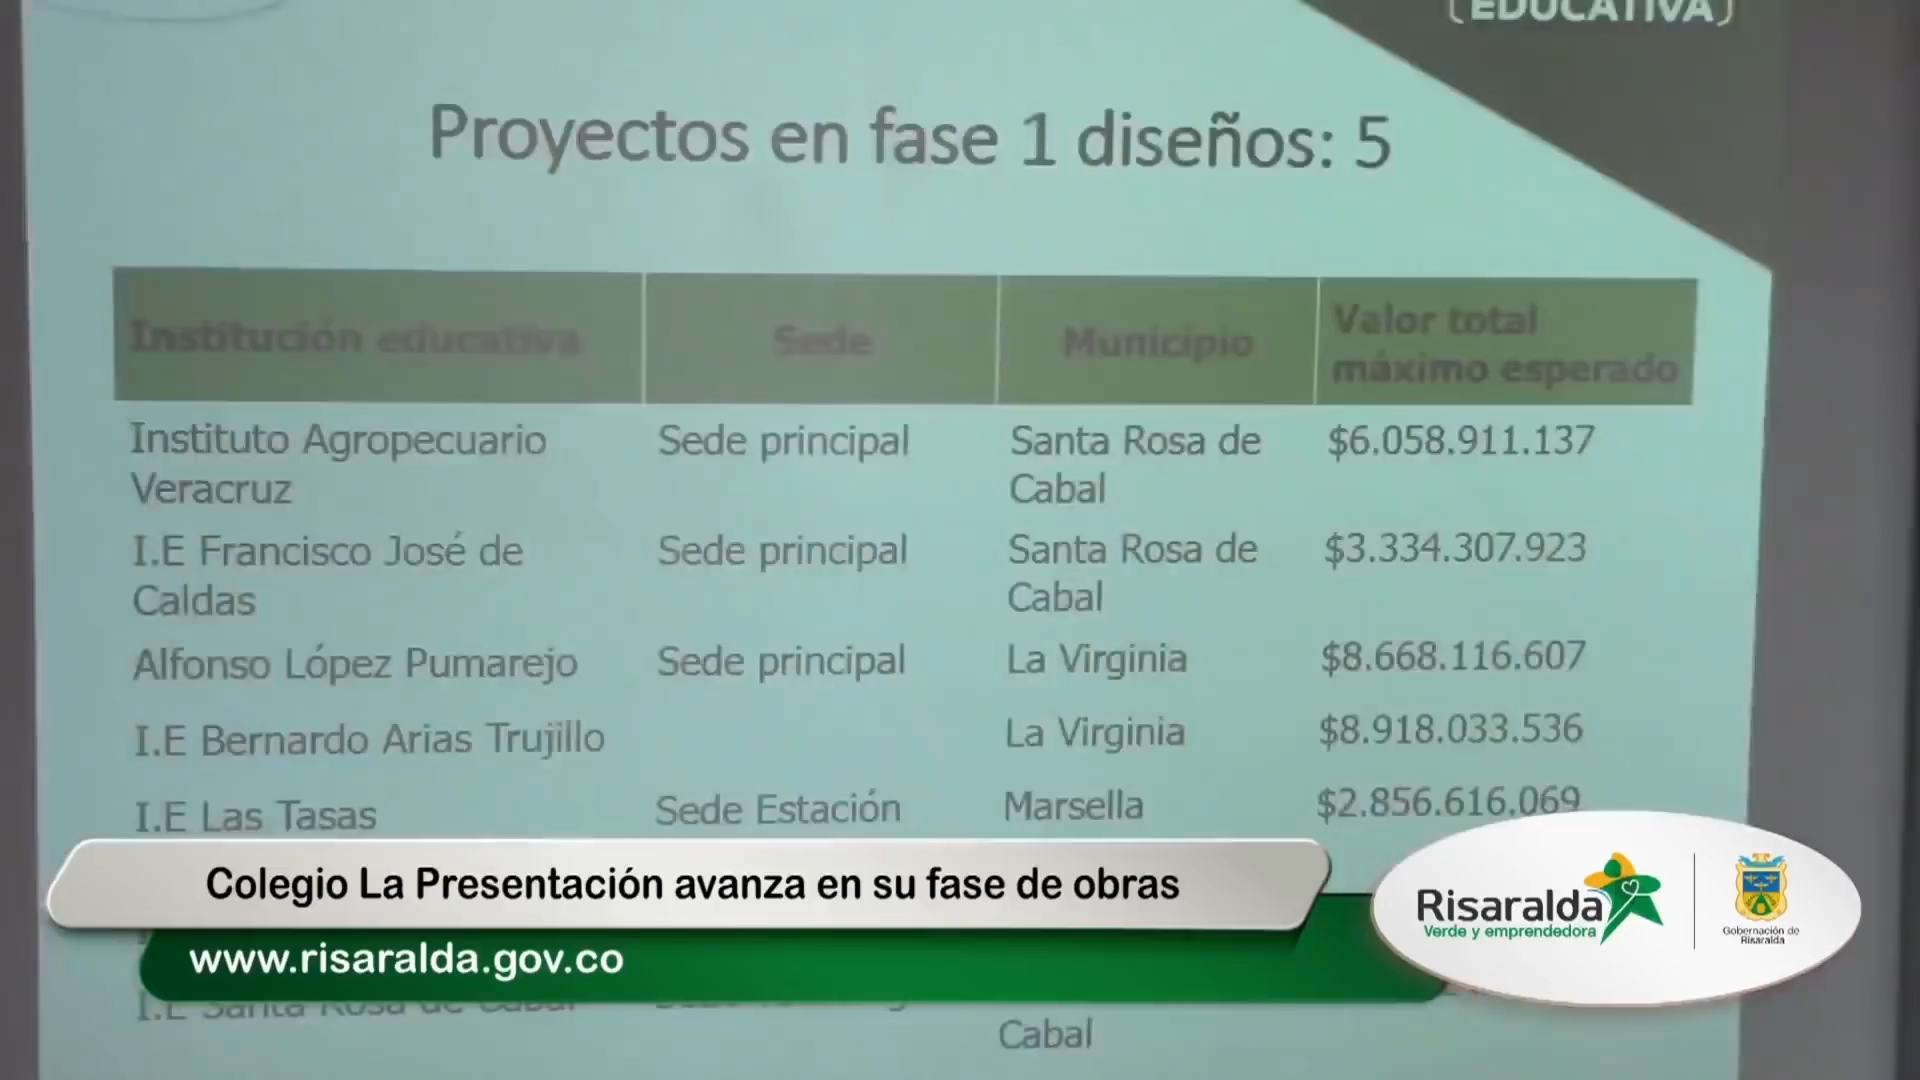 [EDUCATIVA]
Proyectos en fase 1 diseños: 5
Institución educativa Sede Municipio Valor total
máximo esperado
Instituto Agropecuario Sede principal Santa Rosa de $6.058.911.137
Veracruz Cabal
I.E Francisco José de Sede principal Santa Rosa de $3.334.307.923
Caldas Cabal
Alfonso López Pumarejo Sede principal La Virginia $8.668.116.607
I.E Bernardo Arias Trujillo La Virginia $8.918.033.536
I.E Las Tasas Sede Estación Marsella $2.856.616.069
Colegio La Presentación avanza en su fase de obras
www.risaralda.gov.co
Risaralda
Verde y emprendedora
Gobernación de
Risaralda
I.E Santa Rosa de Cabal
Cabal